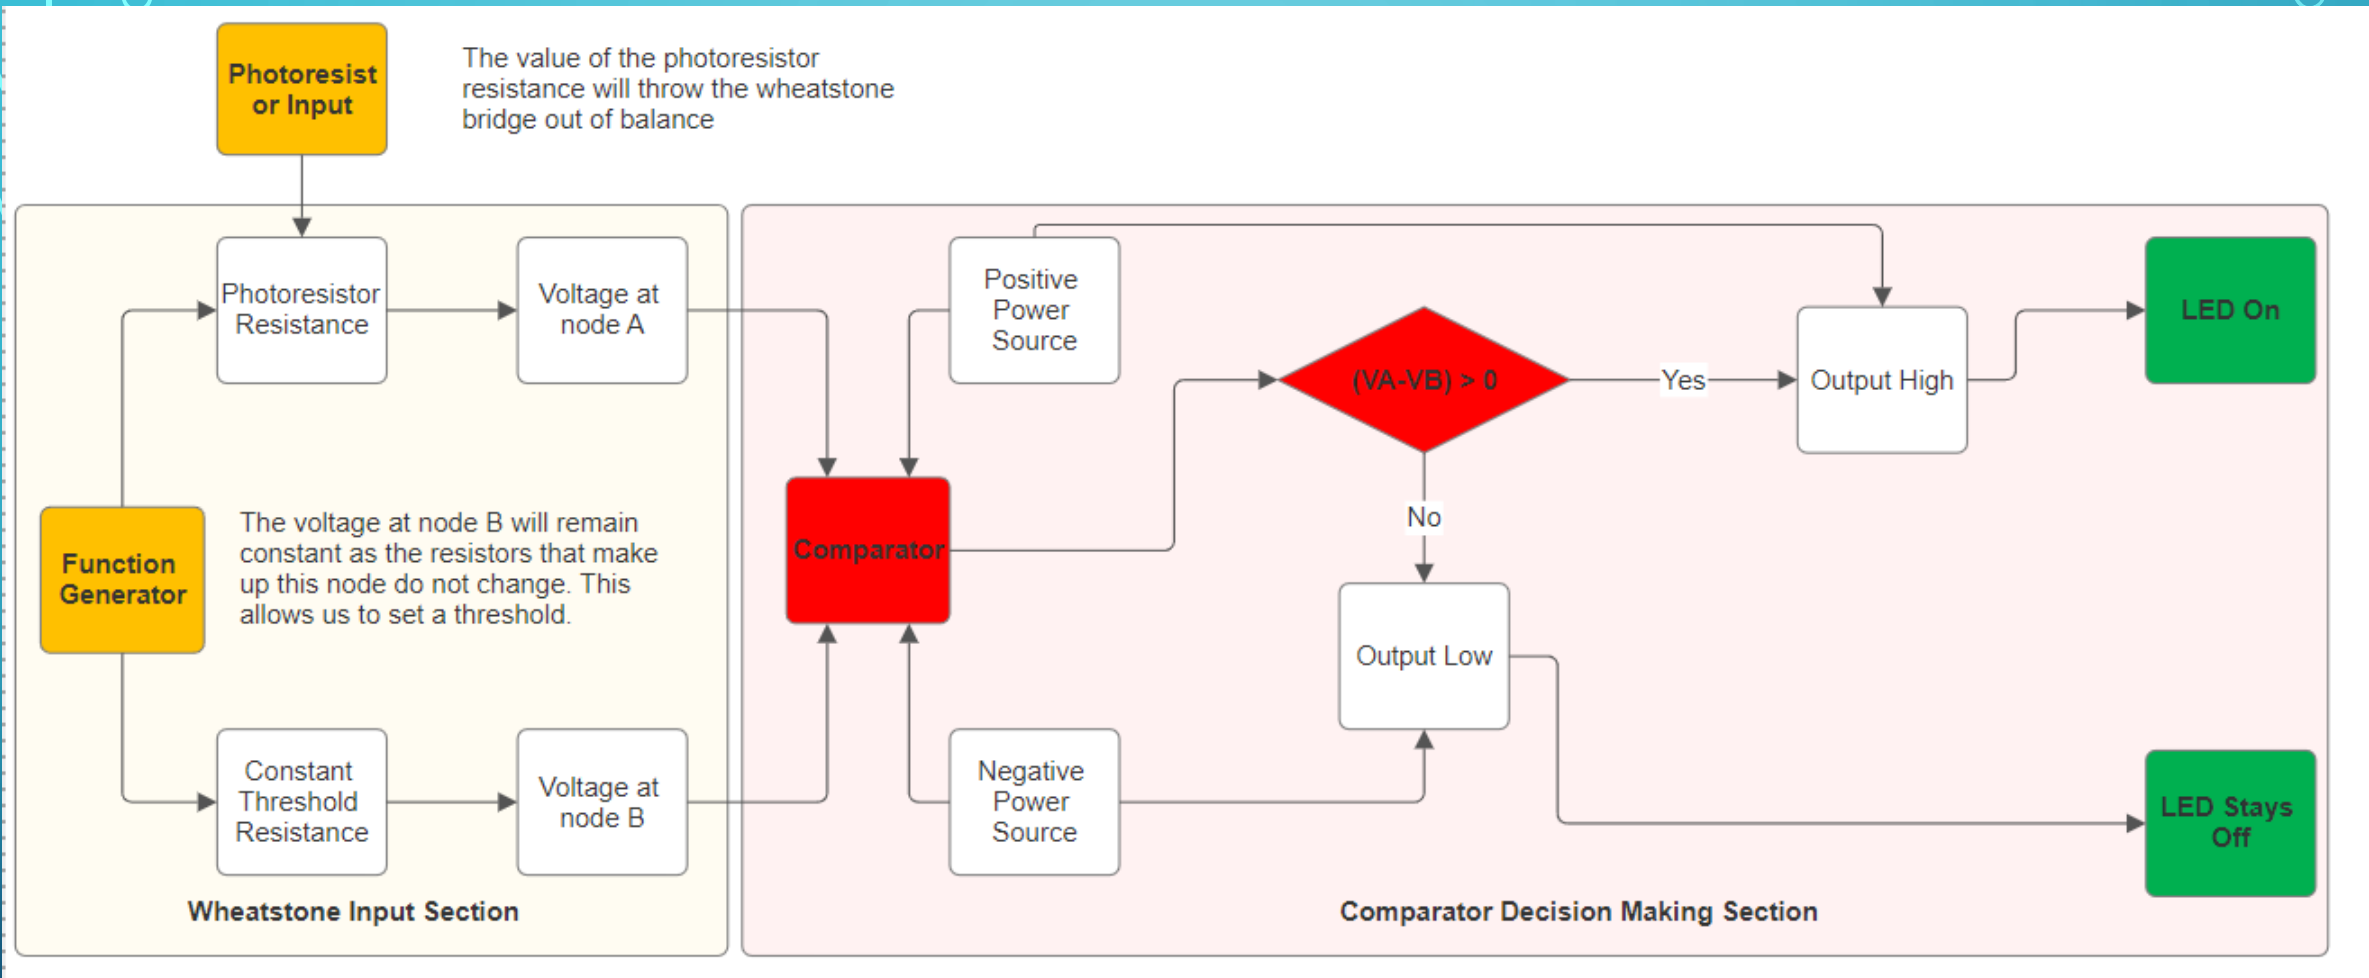 Photoresist
or Input
The value of the photoresistor
resistance will throw the wheatstone
bridge out of balance
Photoresistor
Resistance
Voltage at
node A
Function
Generator
The voltage at node B will remain
constant as the resistors that make
up this node do not change. This
allows us to set a threshold.
Constant
Threshold
Resistance
Voltage at
node B
Wheatstone Input Section
Positive
Power
Source
Comparator
(VA-VB) > 0
Yes
Output High
LED On
No
Output Low
Negative
Power
Source
LED Stays
Off
Comparator Decision Making Section